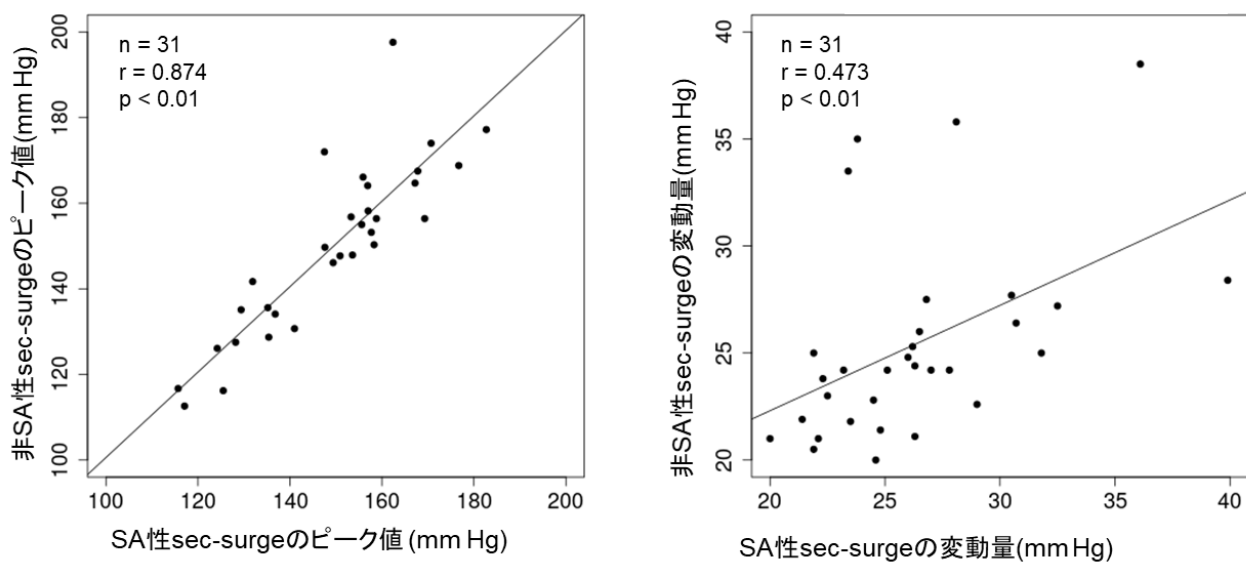 n = 31
r = 0.874
p < 0.01
非SA性sec-surgeのピーク値(mm Hg)
200
180
160
140
120
100
100 120 140 160 180 200
SA性sec-surgeのピーク値 (mm Hg)
n = 31
r = 0.473
p < 0.01
非SA性sec-surgeの変動量(mm Hg)
40
35
30
25
20
20 25 30 35 40
SA性sec-surgeの変動量(mm Hg)